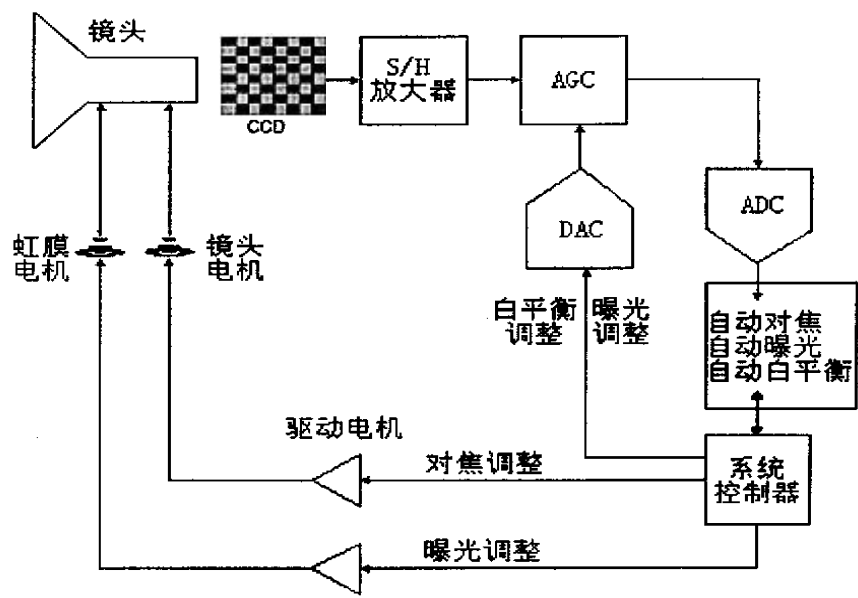 镜头
CCD
S/H
放大器
AGC
ADC
DAC
虹膜
电机
镜头
电机
白平衡
调整
曝光
调整
自动对焦
自动曝光
自动白平衡
驱动电机
对焦调整
系统
控制器
曝光调整